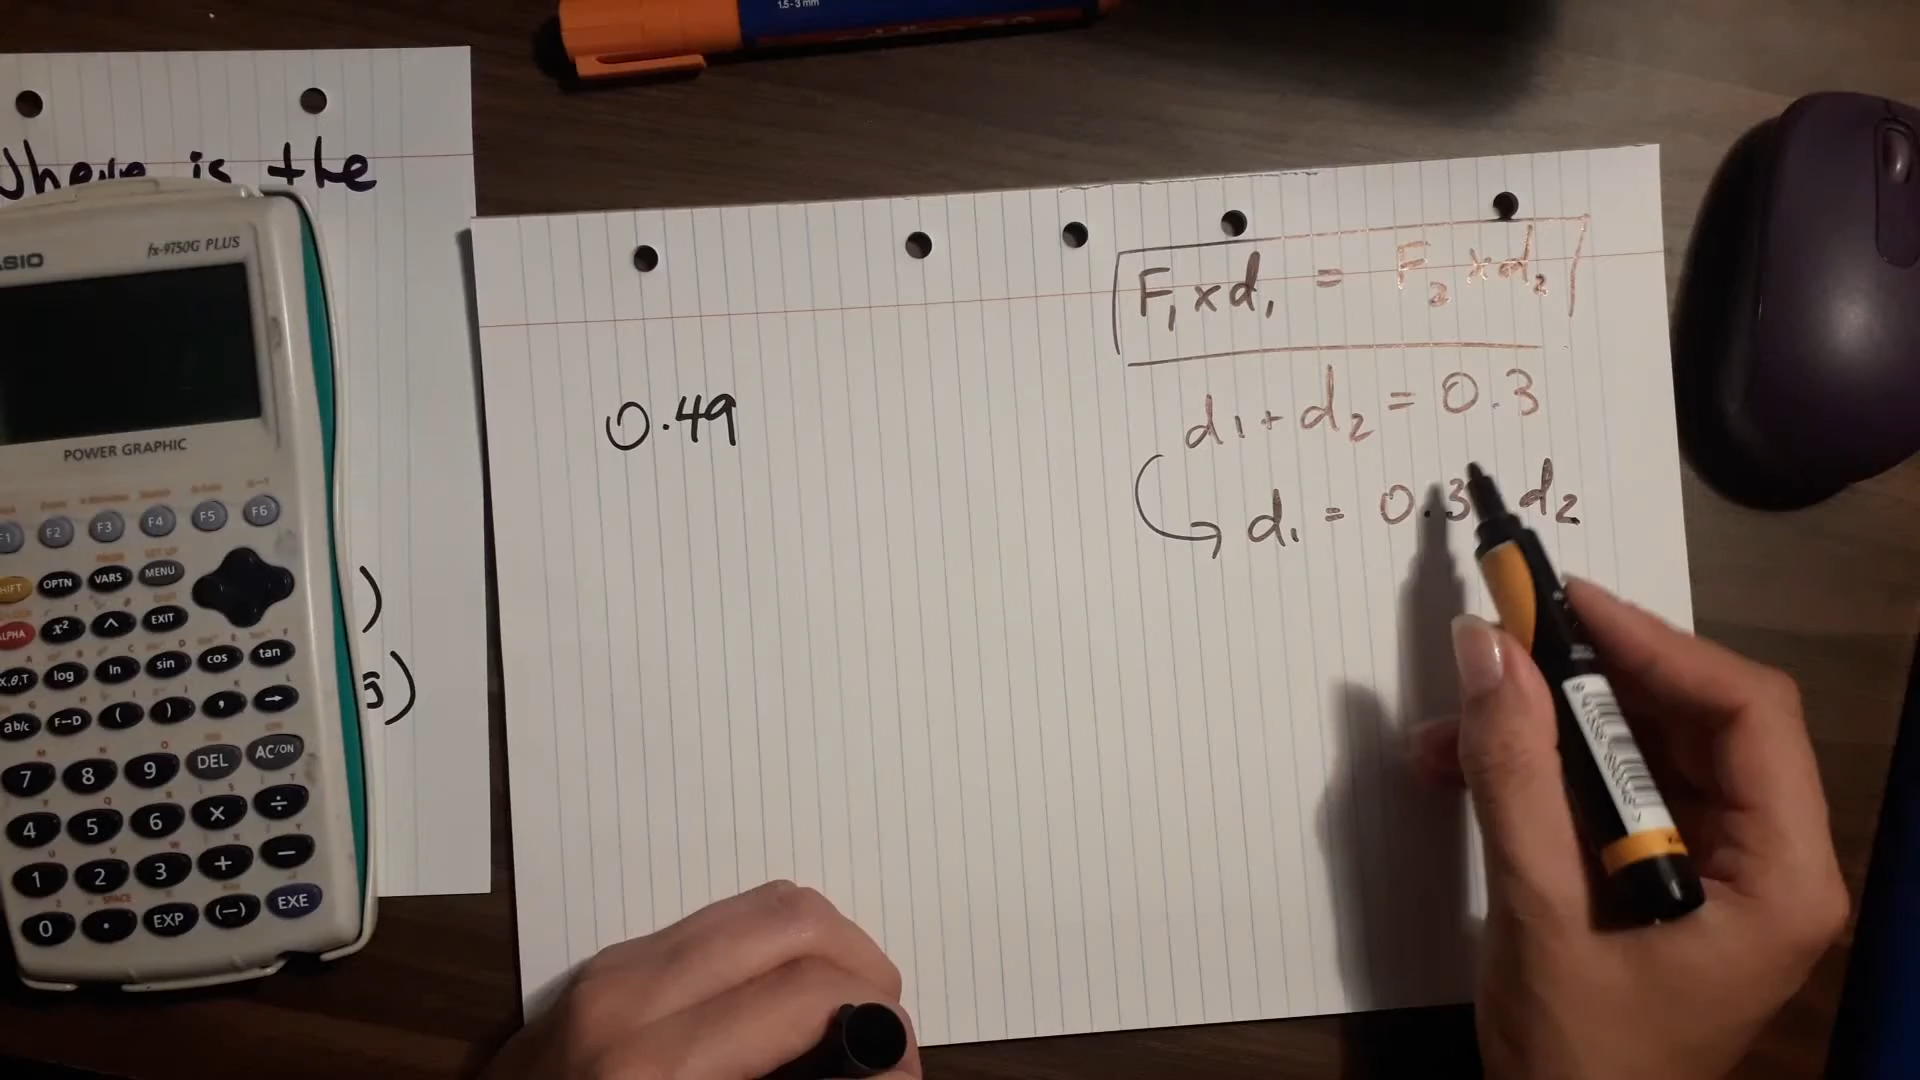 1.5-3 mm
Where is the
)
s)
CASIO
fx-9750G PLUS
POWER GRAPHIC
F1 F2 F3 F4 F5 F6
SHIFT OPTN VARS MENU
ALPHA x² ^ EXIT
X,θ,T log ln sin cos tan
ab/c F↔D ( ) , →
7 8 9 DEL AC/ON
4 5 6 × ÷
1 2 3 + −
0 . EXP (−) EXE
F₁ x d₁ = F₂ x d₂
d₁ + d₂ = 0.3
d₁ = 0.3 d₂
0.49